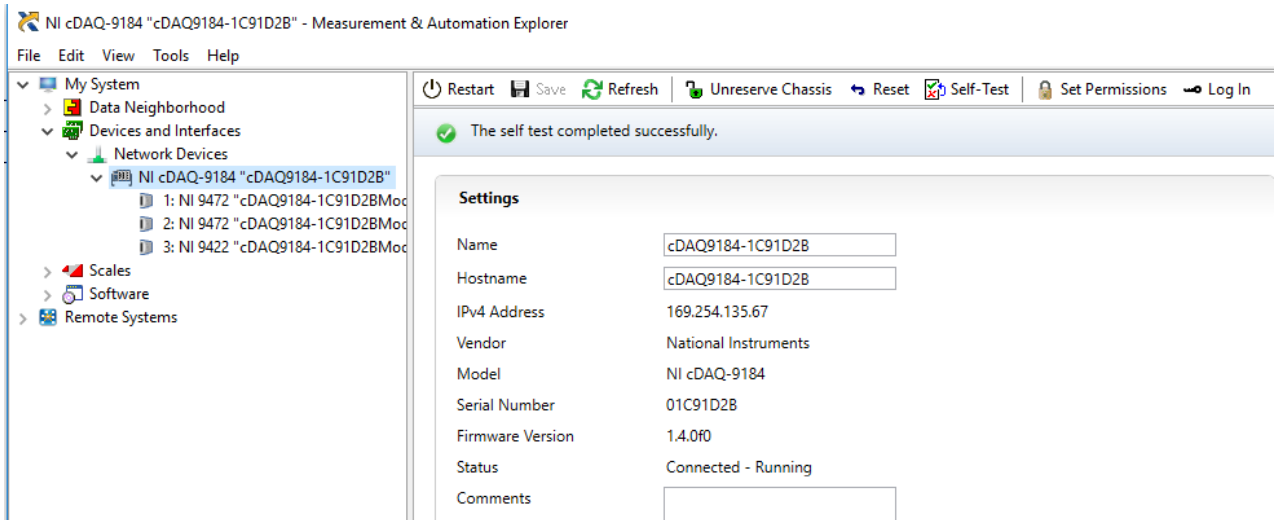 NI cDAQ-9184 "cDAQ9184-1C91D2B" - Measurement & Automation Explorer
File Edit View Tools Help
My System
Data Neighborhood
Devices and Interfaces
Network Devices
NI cDAQ-9184 "cDAQ9184-1C91D2B"
1: NI 9472 "cDAQ9184-1C91D2BMod
2: NI 9472 "cDAQ9184-1C91D2BMod
3: NI 9422 "cDAQ9184-1C91D2BMod
Scales
Software
Remote Systems
Restart Save Refresh Unreserve Chassis Reset Self-Test Set Permissions Log In
The self test completed successfully.
Settings
Name cDAQ9184-1C91D2B
Hostname cDAQ9184-1C91D2B
IPv4 Address 169.254.135.67
Vendor National Instruments
Model NI cDAQ-9184
Serial Number 01C91D2B
Firmware Version 1.4.0f0
Status Connected - Running
Comments